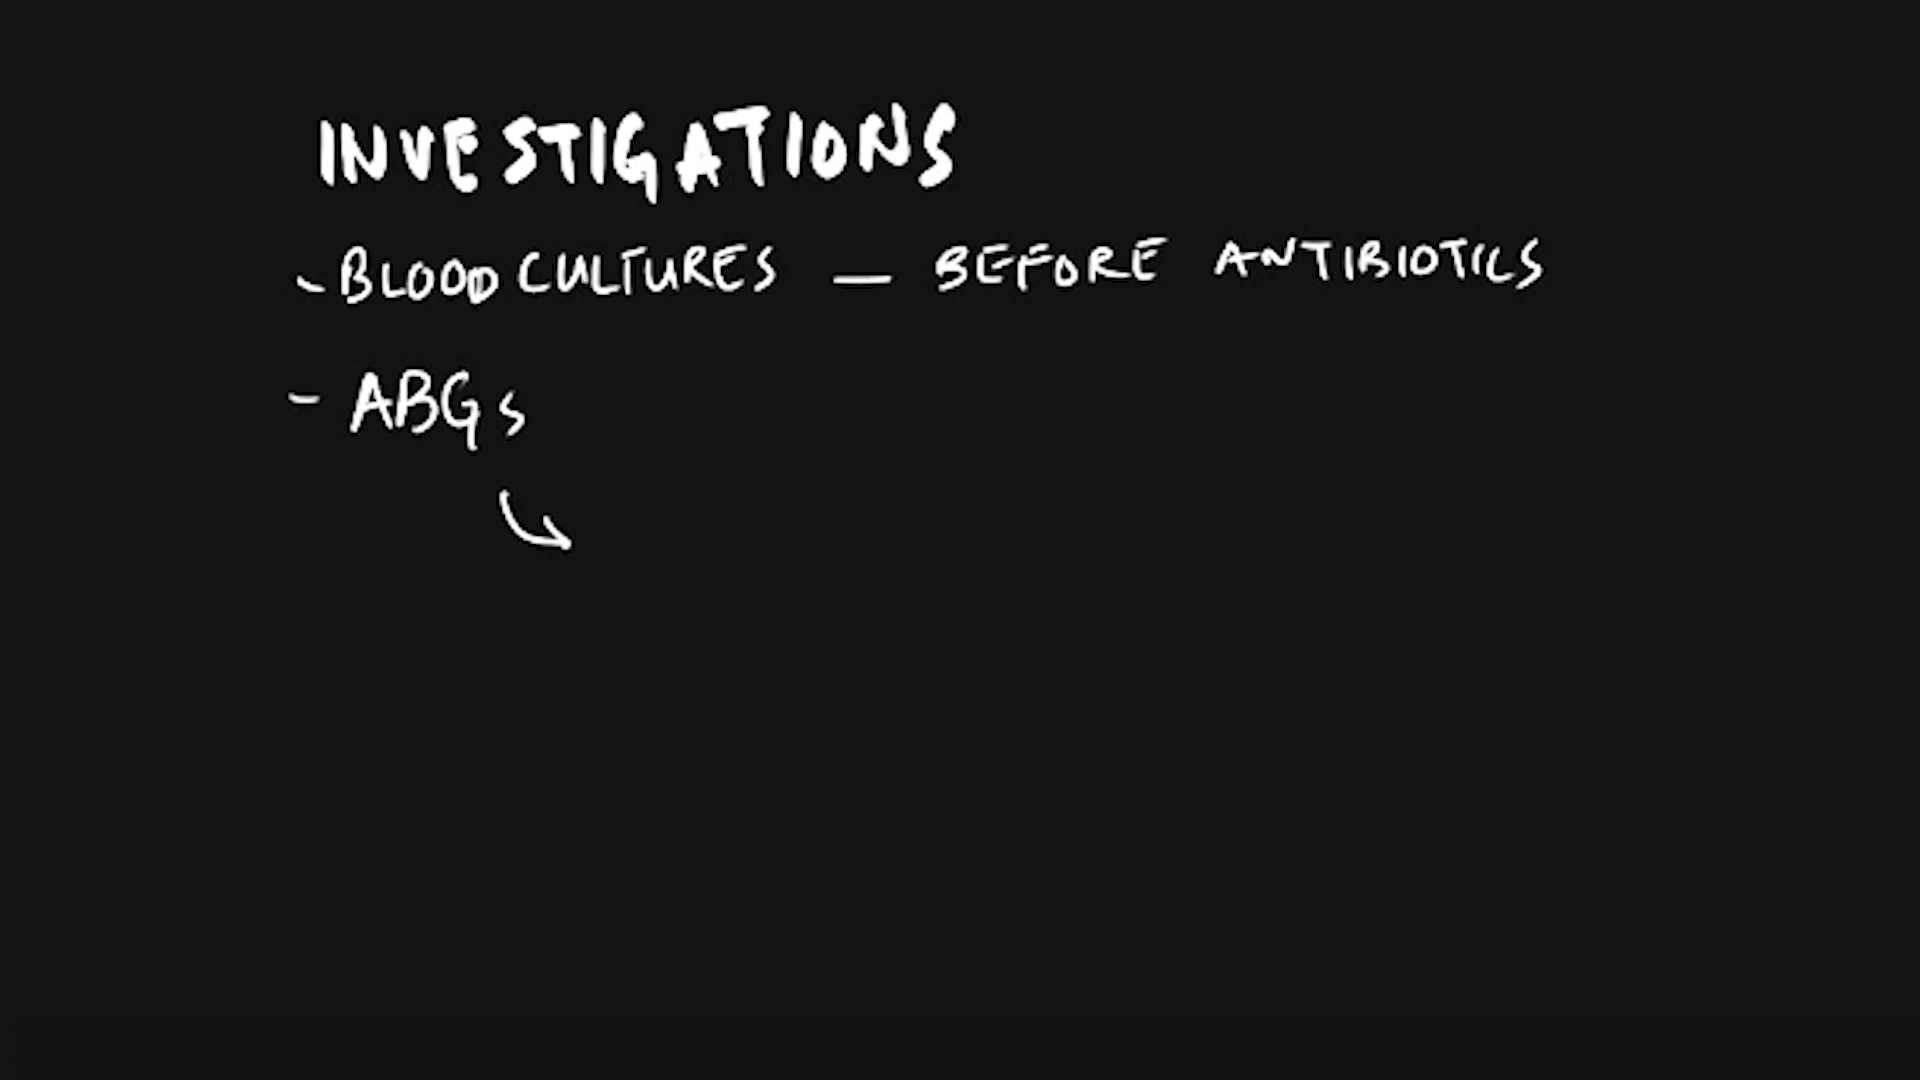 INVESTIGATIONS
- BLOOD CULTURES - BEFORE ANTIBIOTICS
- ABGs